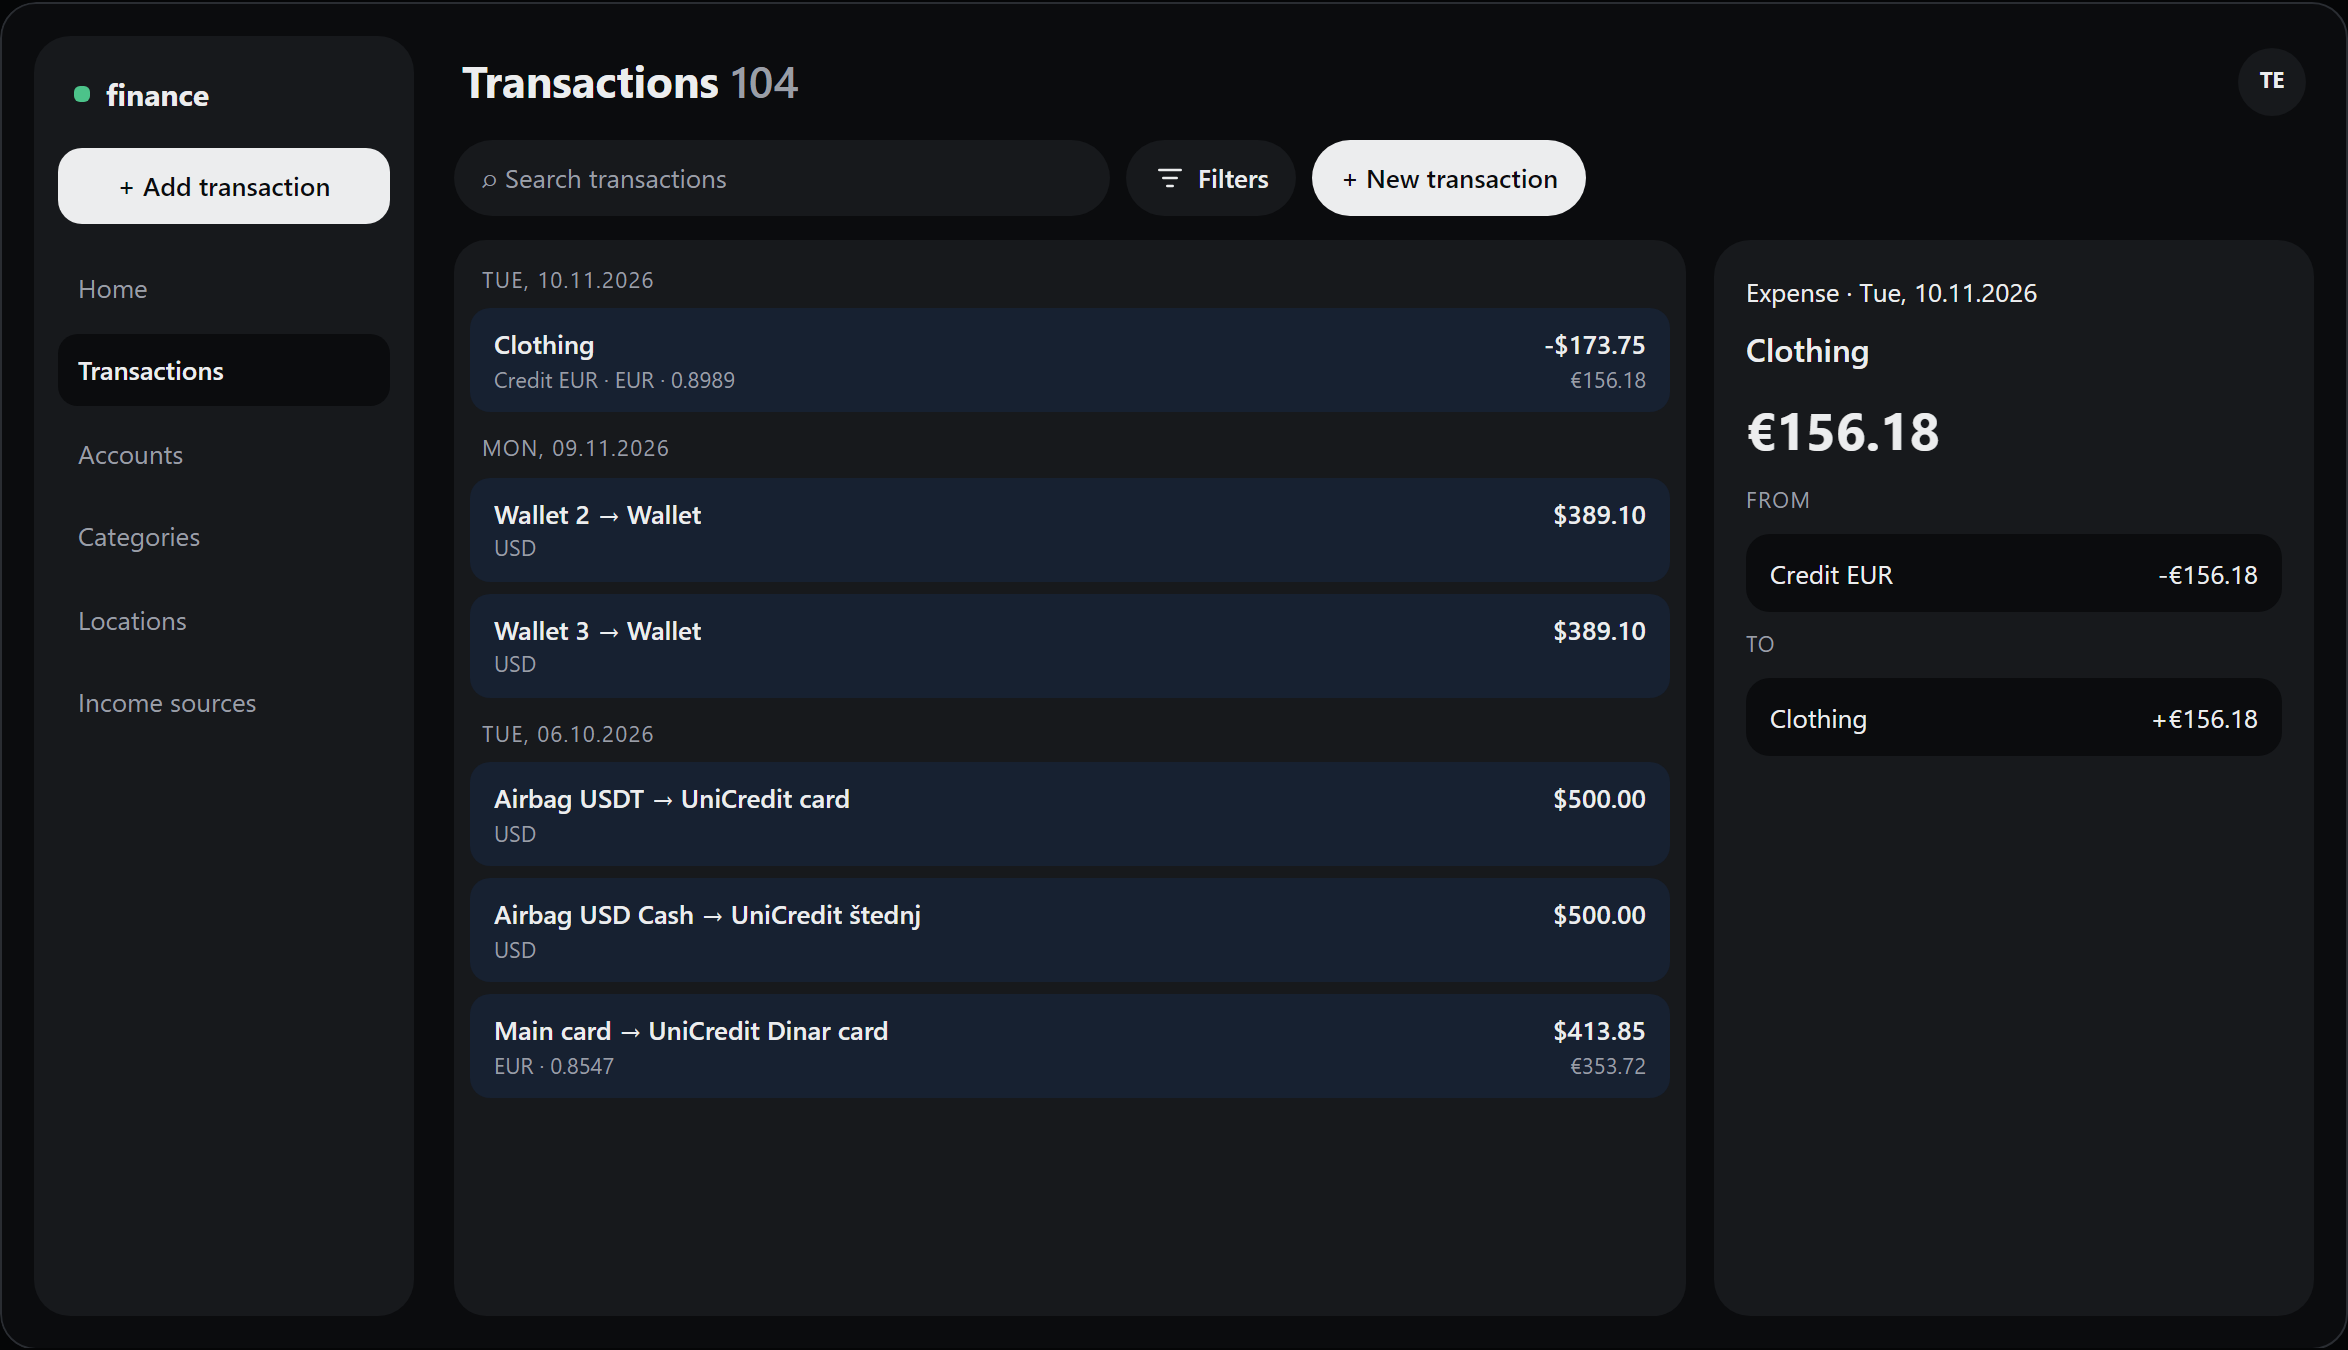 finance
+ Add transaction
Home
Transactions
Accounts
Categories
Locations
Income sources
Transactions 104
TE
Search transactions
Filters
+ New transaction
TUE, 10.11.2026
Clothing -$173.75
Credit EUR · EUR · 0.8989 €156.18
MON, 09.11.2026
Wallet 2 → Wallet $389.10
USD
Wallet 3 → Wallet $389.10
USD
TUE, 06.10.2026
Airbag USDT → UniCredit card $500.00
USD
Airbag USD Cash → UniCredit štednj $500.00
USD
Main card → UniCredit Dinar card $413.85
EUR · 0.8547 €353.72
Expense · Tue, 10.11.2026
Clothing
€156.18
FROM
Credit EUR -€156.18
TO
Clothing +€156.18